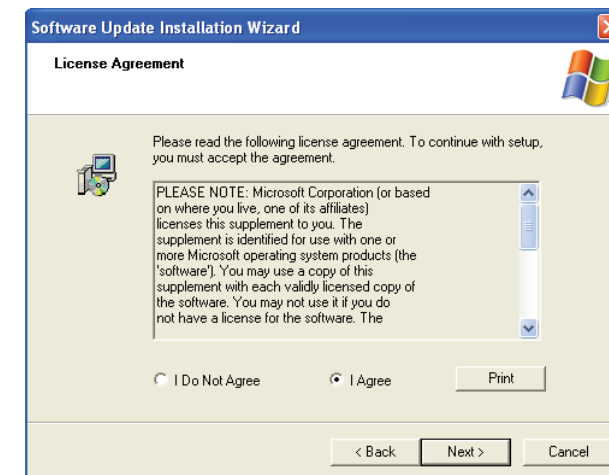 Software Update Installation Wizard
License Agreement
Please read the following license agreement. To continue with setup,
you must accept the agreement.
PLEASE NOTE: Microsoft Corporation (or based
on where you live, one of its affiliates)
licenses this supplement to you. The
supplement is identified for use with one or
more Microsoft operating system products (the
'software'). You may use a copy of this
supplement with each validly licensed copy of
the software. You may not use it if you do
not have a license for the software. The
I Do Not Agree
I Agree
Print
< Back
Next >
Cancel